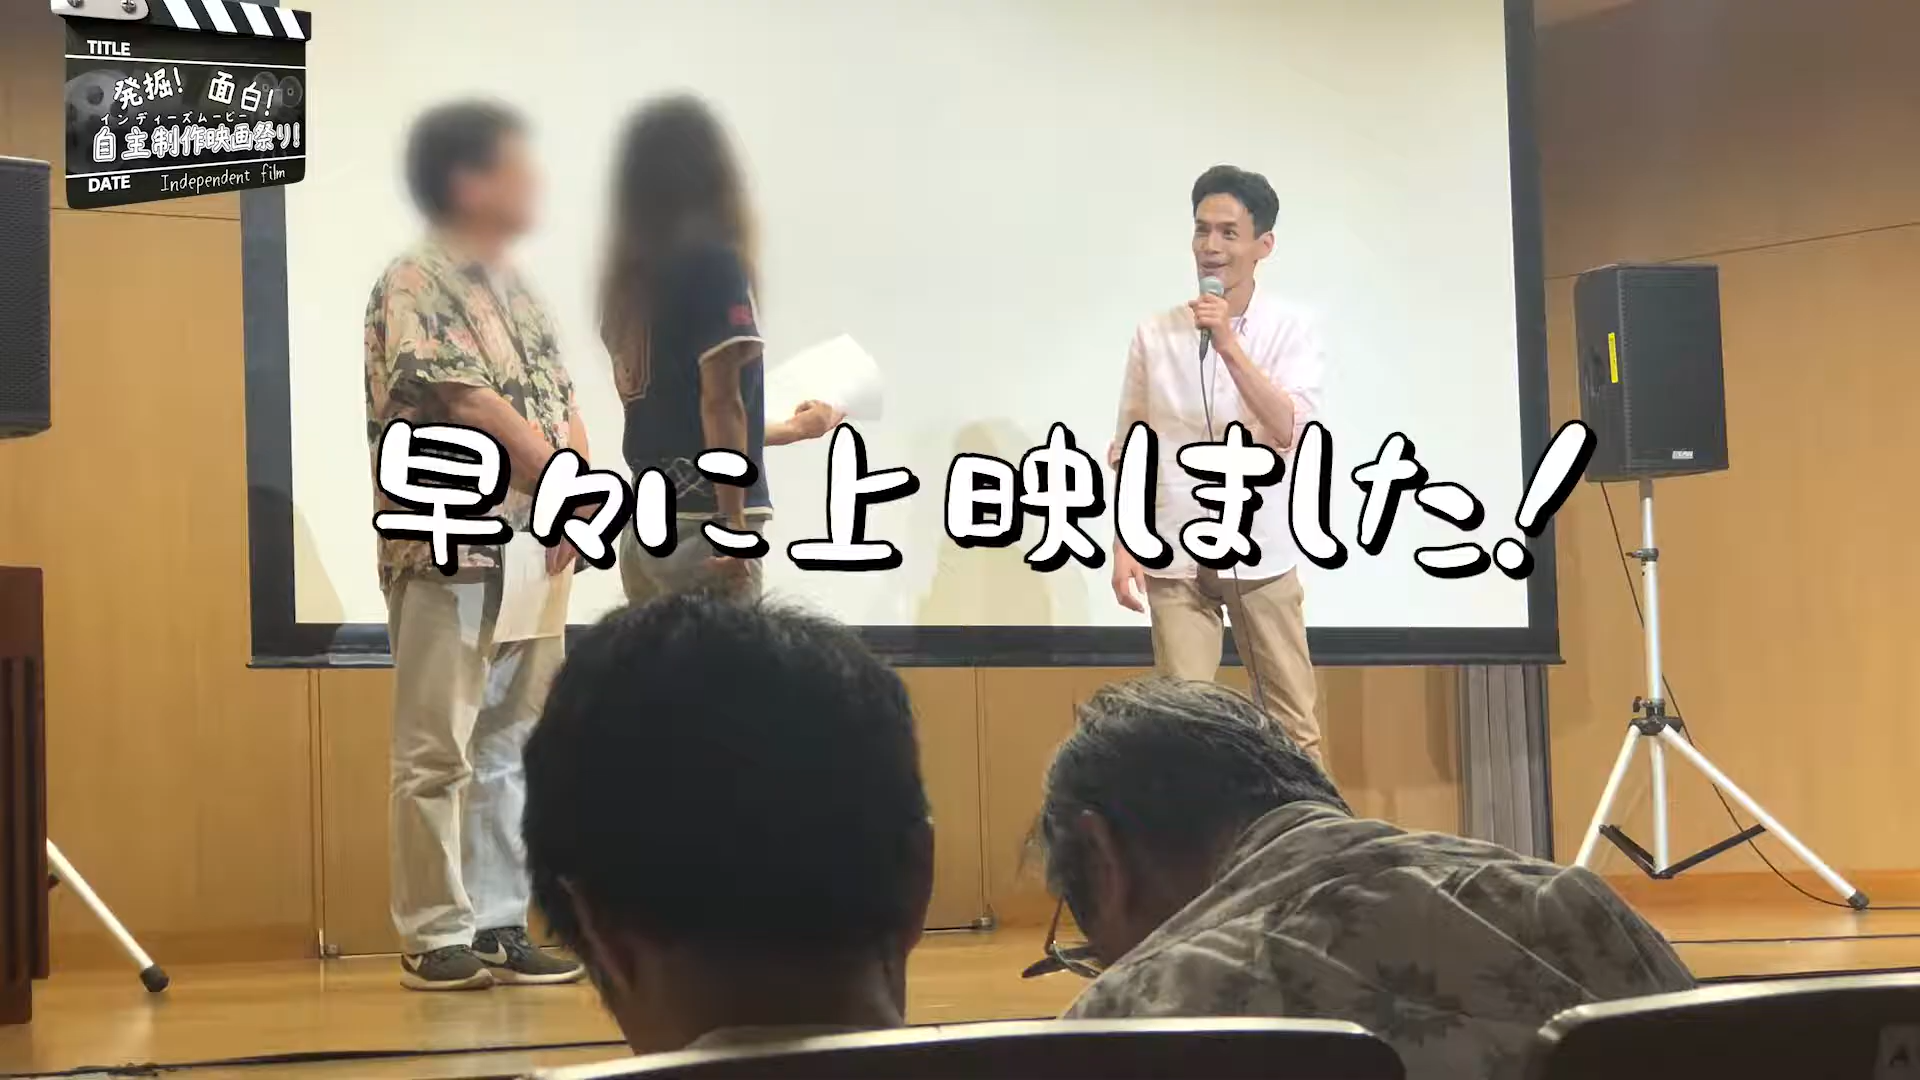 TITLE
発掘! 面白!
インディーズムービー
自主制作映画祭り!
DATE Independent film
早々に上映しました!